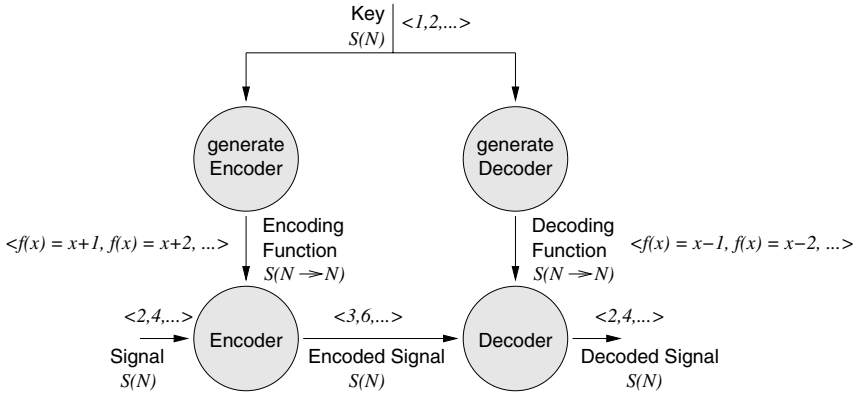 Key
S(N)
<1,2,...>
generate
Encoder
generate
Decoder
<f(x) = x+1, f(x) = x+2, ...>
Encoding
Function
S(N →N)
Decoding
Function
S(N →N)
<f(x) = x−1, f(x) = x−2, ...>
<2,4,...>
Signal
S(N)
Encoder
<3,6,...>
Encoded Signal
S(N)
Decoder
<2,4,...>
Decoded Signal
S(N)